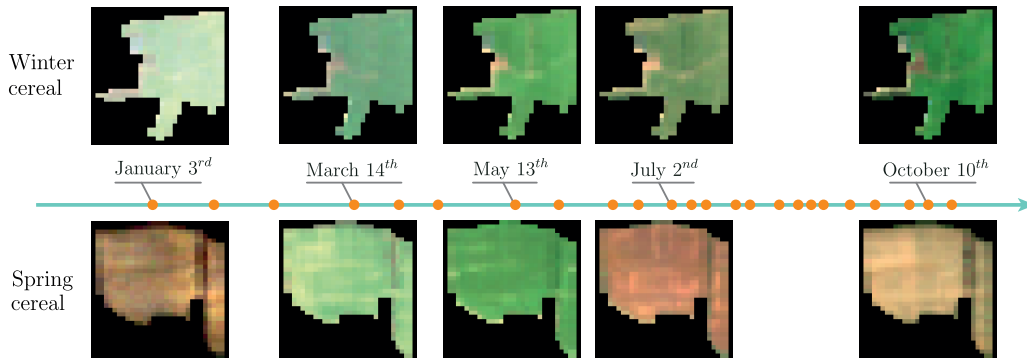 Winter
cereal
January 3rd
March 14th
May 13th
July 2nd
October 10th
Spring
cereal